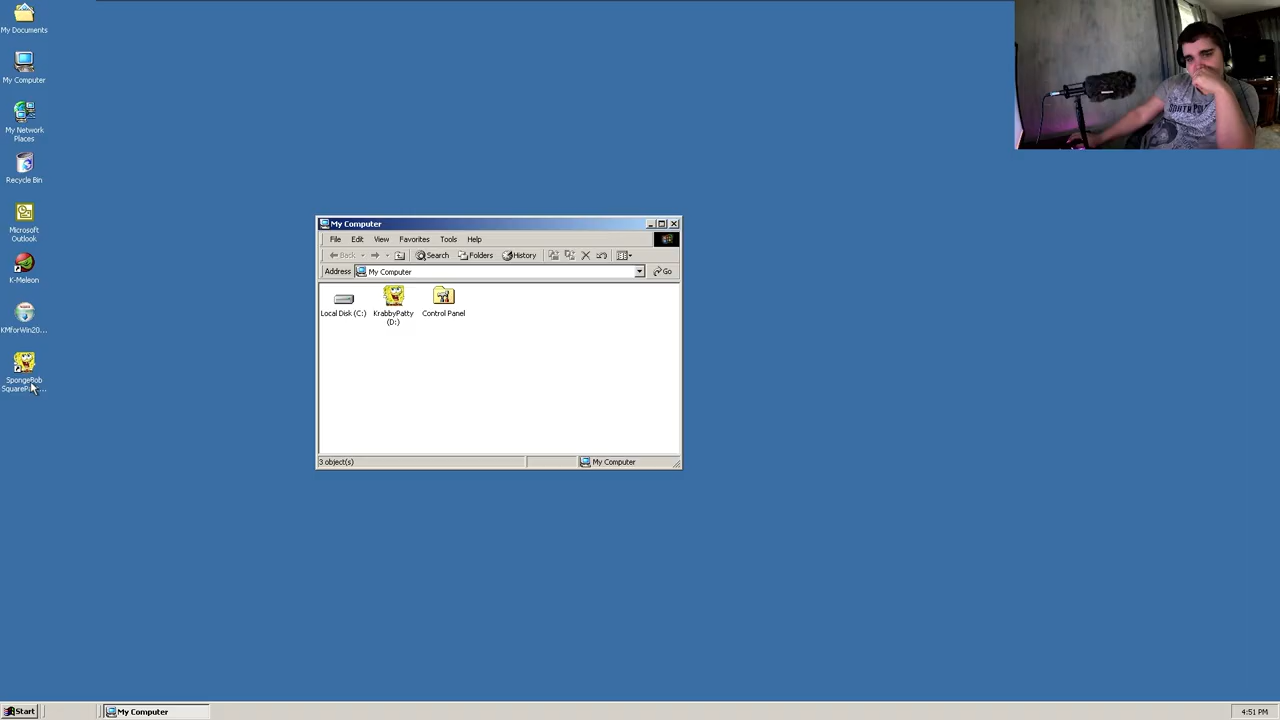 My Documents
My Computer
My Network
Places
Recycle Bin
Microsoft
Outlook
K-Meleon
KMforWin20...
SpongeBob
My Computer
File Edit View Favorites Tools Help
Back Search Folders History
Address My Computer Go
Local Disk (C:) KrabbyPatty Control Panel
(D:)
3 object(s) My Computer
Start My Computer 4:51 PM